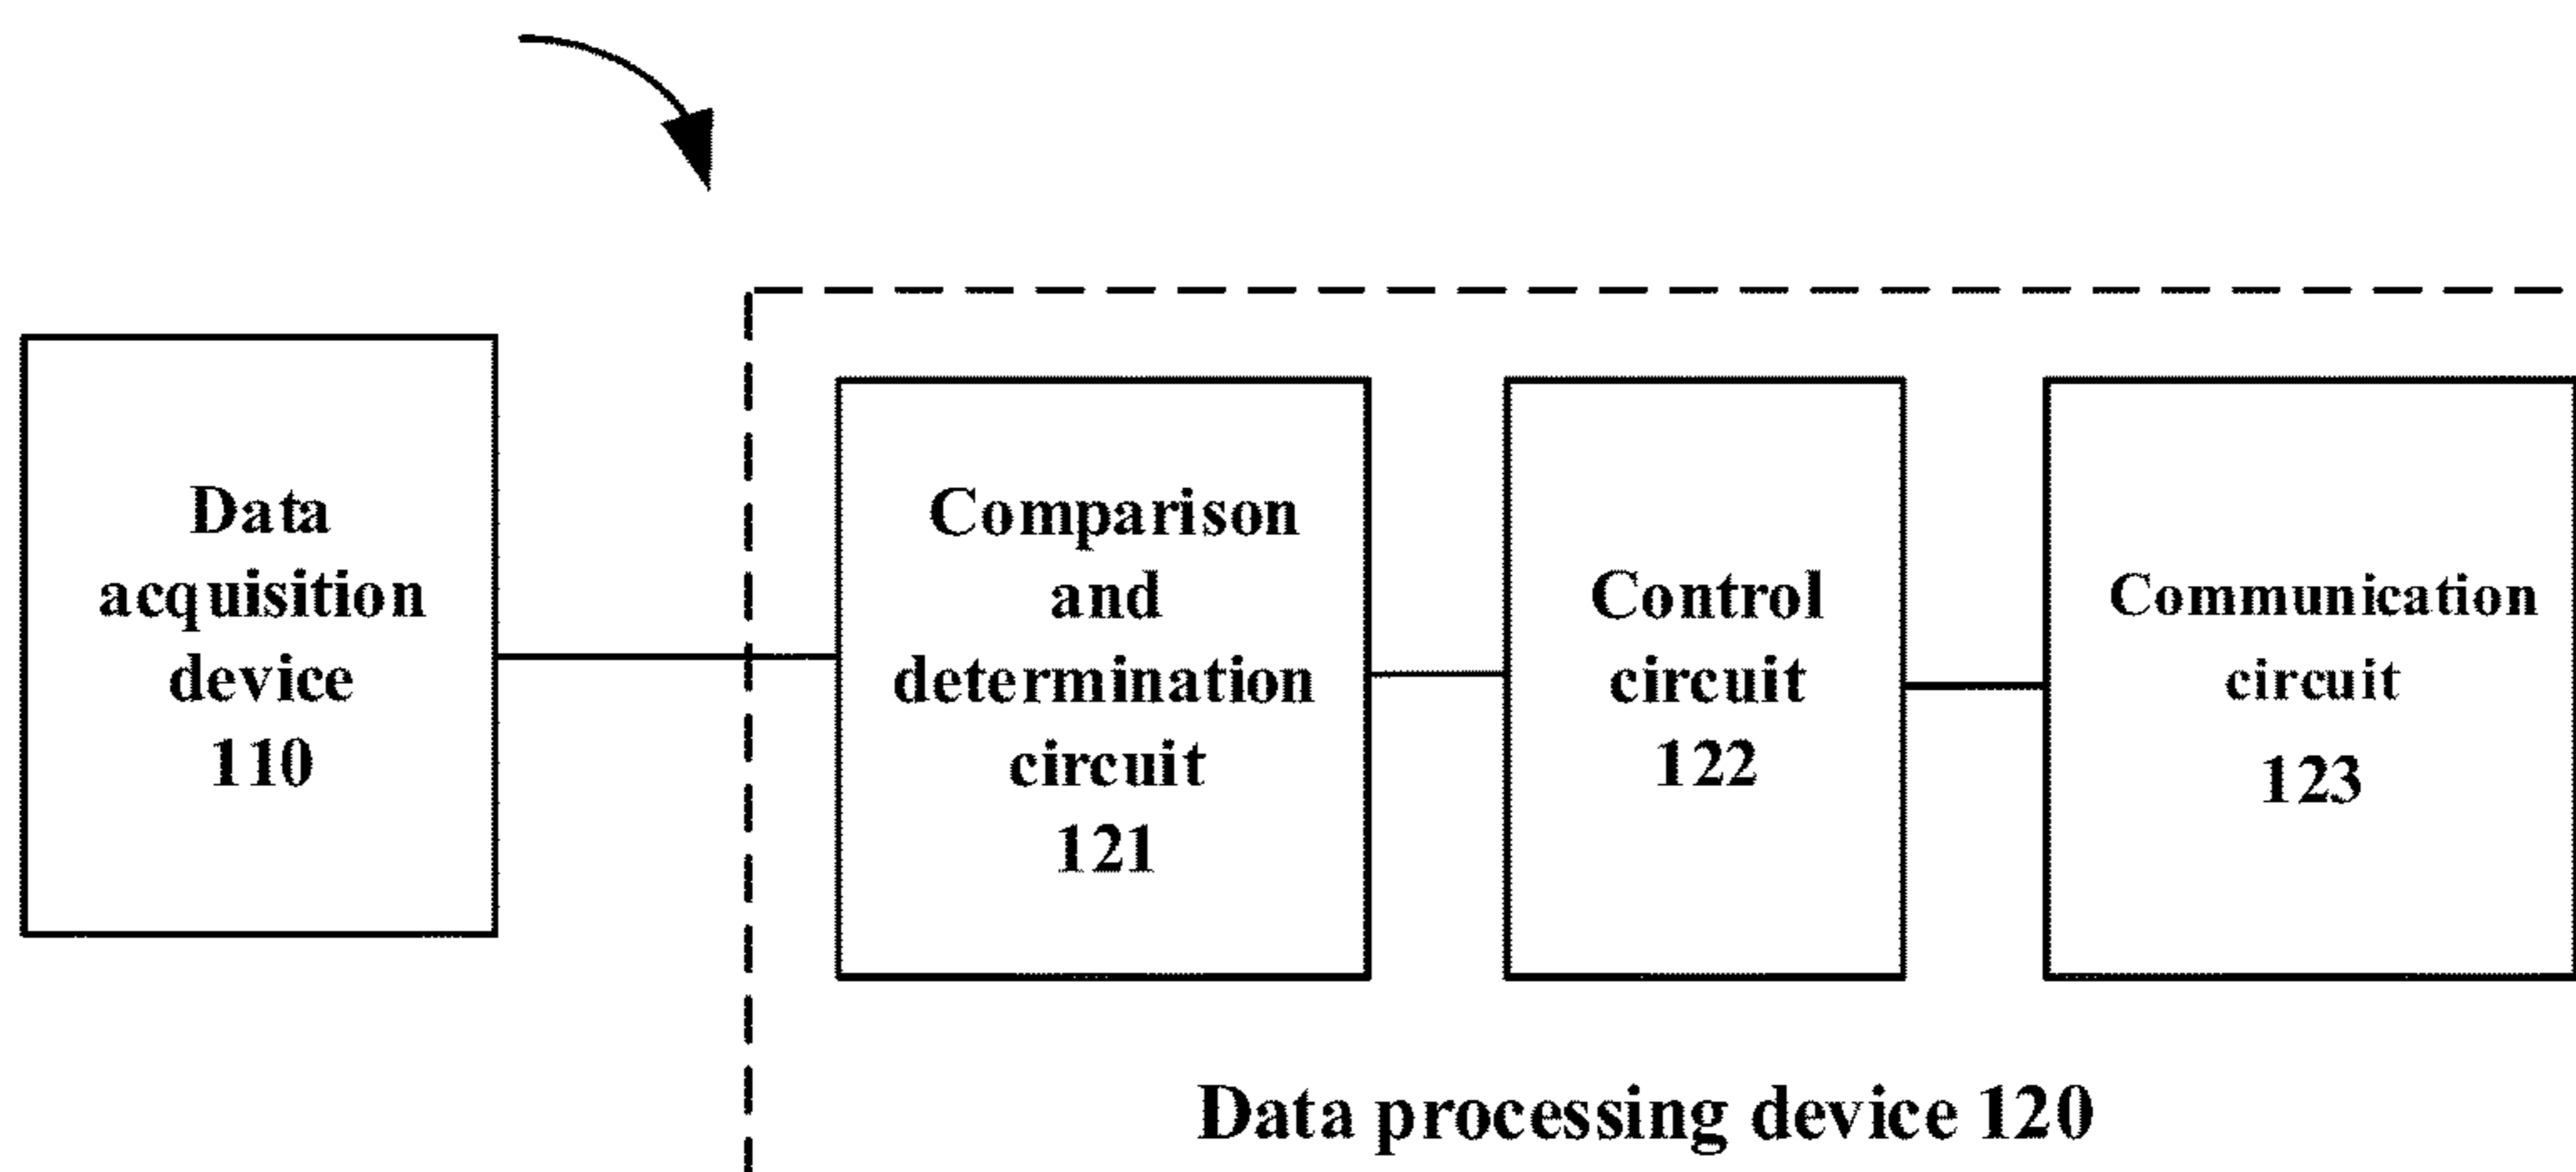 Data
acquisition
device
110
Comparison
and
determination
circuit
121
Control
circuit
122
Communication
circuit
123
Data processing device 120